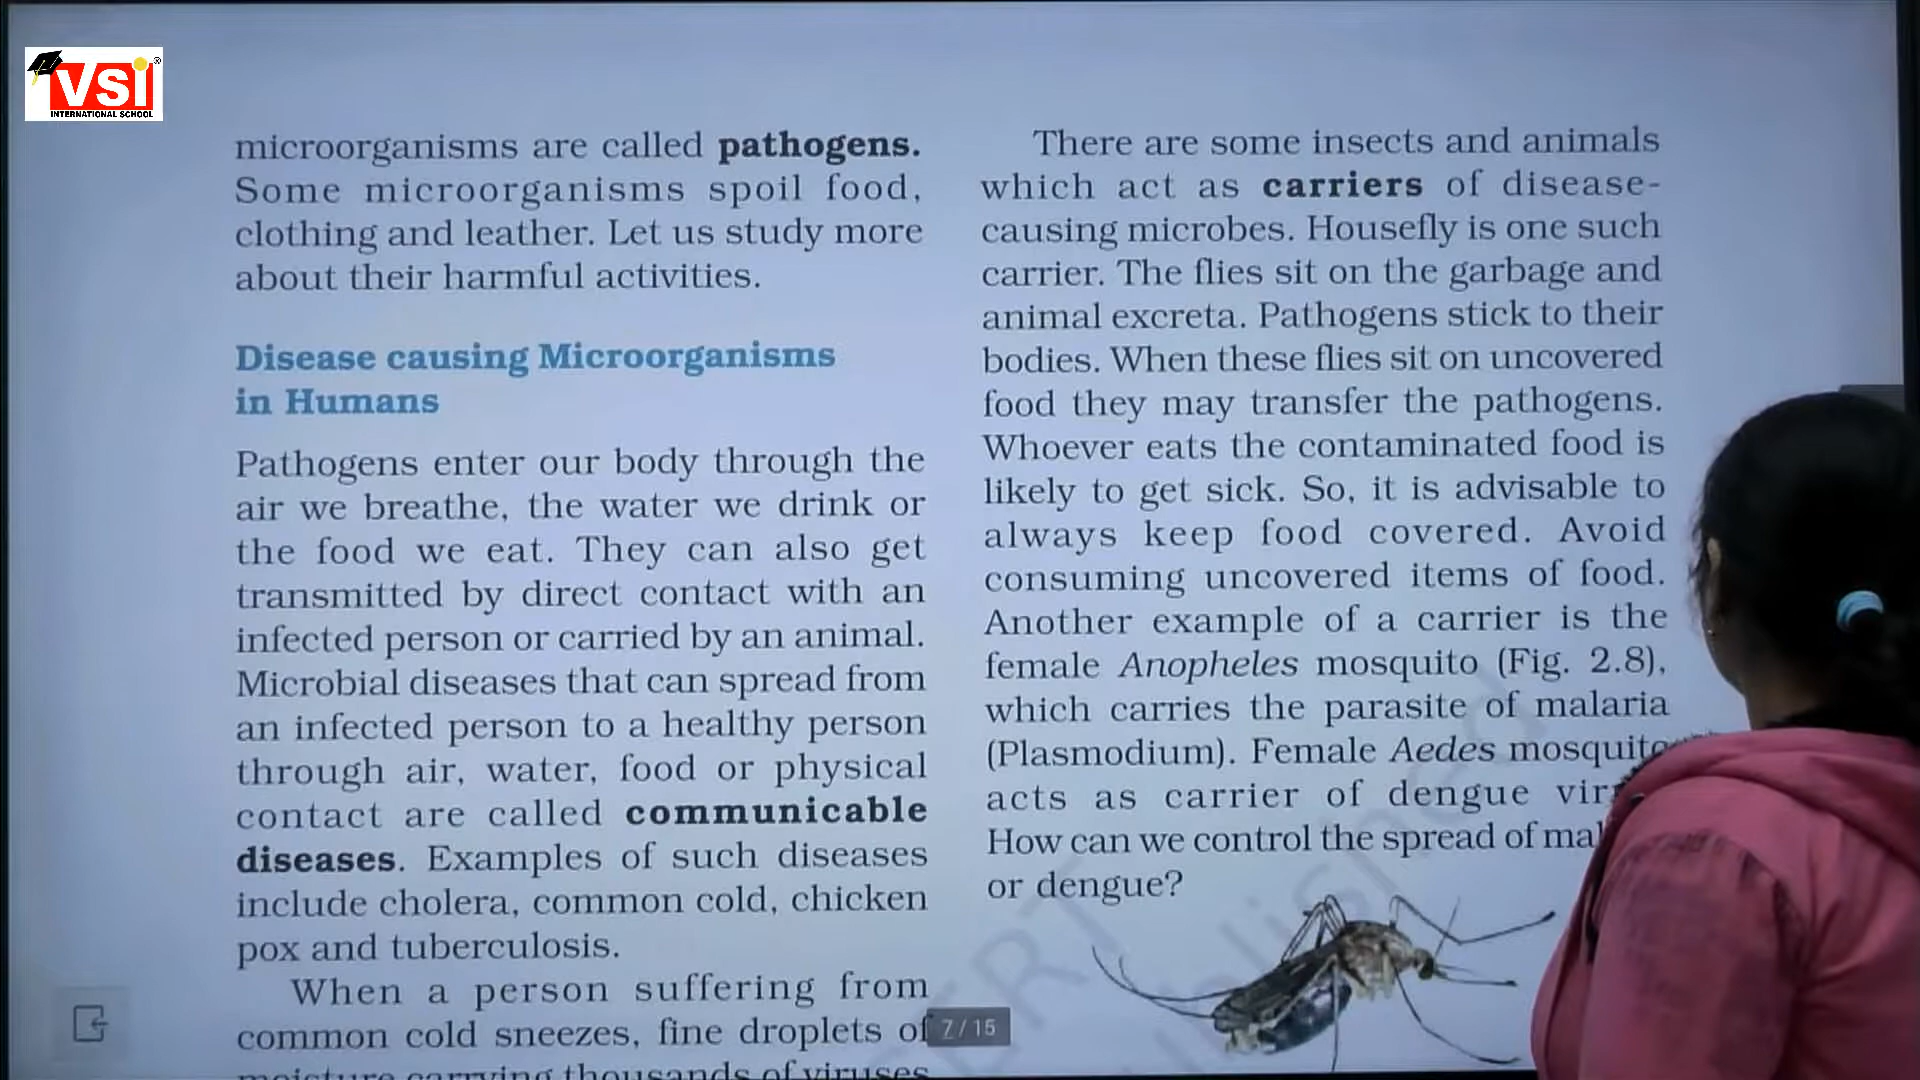 VSI
INTERNATIONAL SCHOOL
microorganisms are called pathogens.
Some microorganisms spoil food,
clothing and leather. Let us study more
about their harmful activities.
Disease causing Microorganisms
in Humans
Pathogens enter our body through the
air we breathe, the water we drink or
the food we eat. They can also get
transmitted by direct contact with an
infected person or carried by an animal.
Microbial diseases that can spread from
an infected person to a healthy person
through air, water, food or physical
contact are called communicable
diseases. Examples of such diseases
include cholera, common cold, chicken
pox and tuberculosis.
When a person suffering from
common cold sneezes, fine droplets of
moisture carrying thousands of viruses
There are some insects and animals
which act as carriers of disease-
causing microbes. Housefly is one such
carrier. The flies sit on the garbage and
animal excreta. Pathogens stick to their
bodies. When these flies sit on uncovered
food they may transfer the pathogens.
Whoever eats the contaminated food is
likely to get sick. So, it is advisable to
always keep food covered. Avoid
consuming uncovered items of food.
Another example of a carrier is the
female Anopheles mosquito (Fig. 2.8),
which carries the parasite of malaria
(Plasmodium). Female Aedes mosquito
acts as carrier of dengue
How can we control the spread of
or dengue?
7 / 15